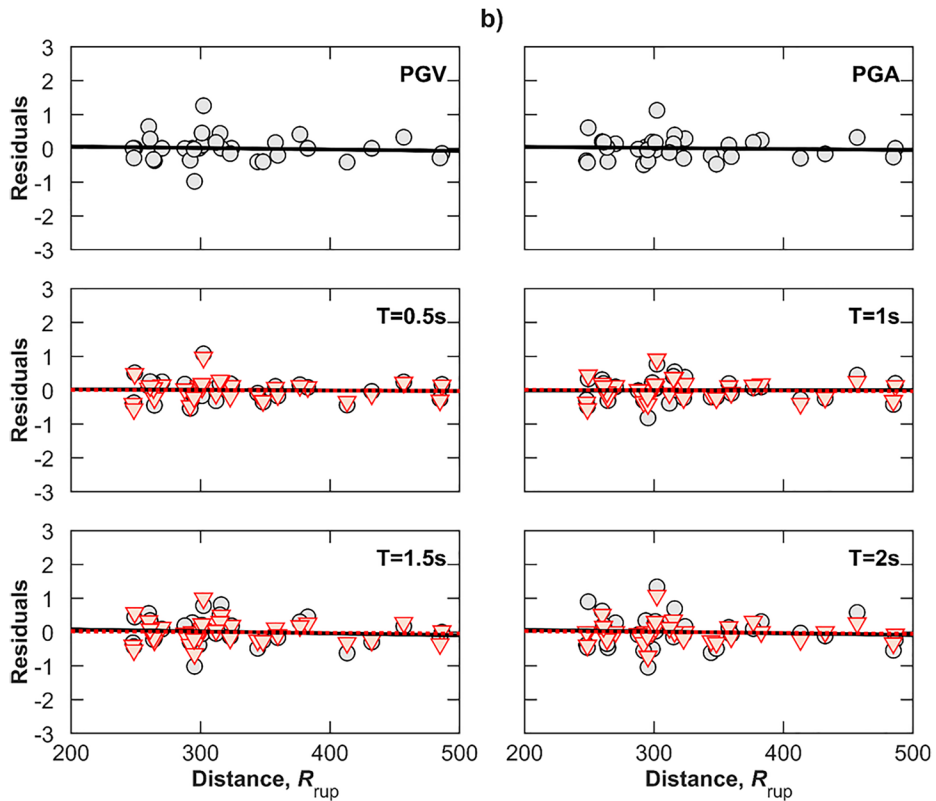 b)
3
2
1
0
-1
-2
-3
Residuals
PGV
PGA
3
2
1
0
-1
-2
-3
Residuals
T=0.5s
T=1s
3
2
1
0
-1
-2
-3
Residuals
T=1.5s
T=2s
200 300 400 500 200 300 400 500
Distance, Rrup Distance, Rrup